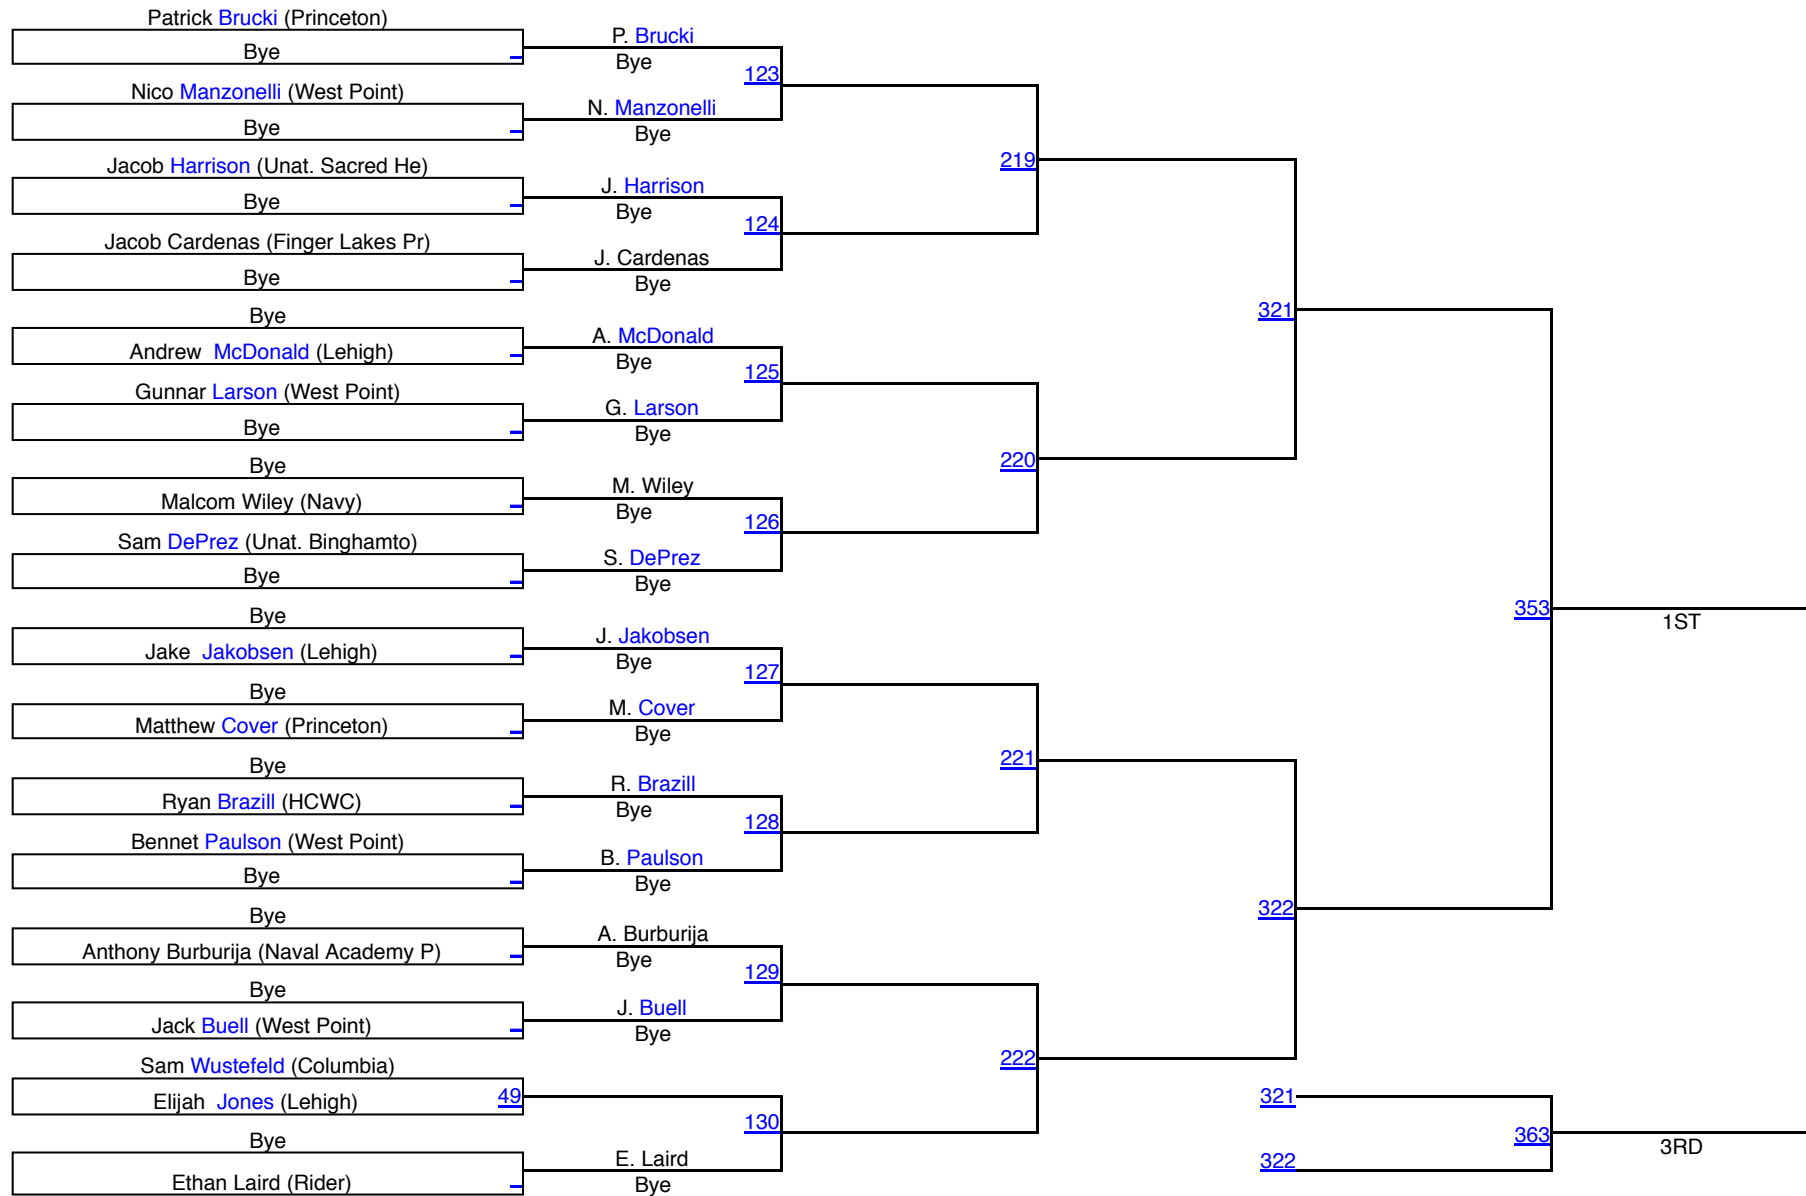 Patrick Brucki (Princeton)
Bye
Nico Manzonelli (West Point)
Bye
Jacob Harrison (Unat. Sacred He)
Bye
Jacob Cardenas (Finger Lakes Pr)
Bye
Bye
Andrew McDonald (Lehigh)
Gunnar Larson (West Point)
Bye
Bye
Malcom Wiley (Navy)
Sam DePrez (Unat. Binghamto)
Bye
Bye
Jake Jakobsen (Lehigh)
Bye
Matthew Cover (Princeton)
Bye
Ryan Brazill (HCWC)
Bennet Paulson (West Point)
Bye
Bye
Anthony Burburija (Naval Academy P)
Bye
Jack Buell (West Point)
Sam Wustefeld (Columbia)
Elijah Jones (Lehigh) 49
Bye
Ethan Laird (Rider)
P. Brucki
Bye
123
N. Manzonelli
Bye
J. Harrison
Bye
124
J. Cardenas
Bye
A. McDonald
Bye
125
G. Larson
Bye
M. Wiley
Bye
126
S. DePrez
Bye
J. Jakobsen
Bye
127
M. Cover
Bye
R. Brazill
Bye
128
B. Paulson
Bye
A. Burburija
Bye
129
J. Buell
Bye
130
E. Laird
Bye
219
220
221
222
321
322
353
1ST
321
363
322
3RD